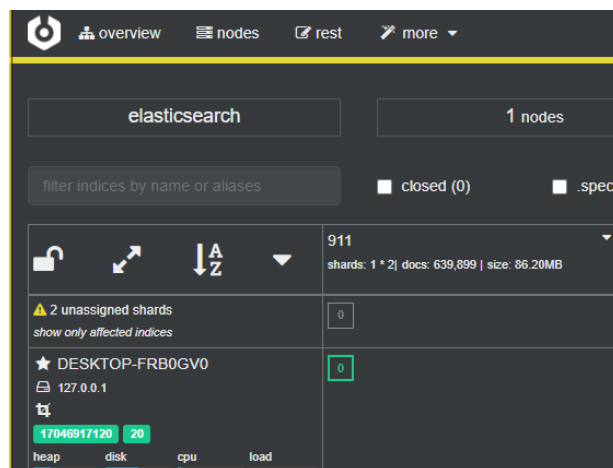 overview nodes rest more
elasticsearch 1 nodes
filter indices by name or aliases closed (0) .spec
911
shards: 1 * 2| docs: 639,899 | size: 86.20MB
A
Z
2 unassigned shards 0
show only affected indices
DESKTOP-FRB0GV0 0
127.0.0.1
17046917120 20
heap disk cpu load